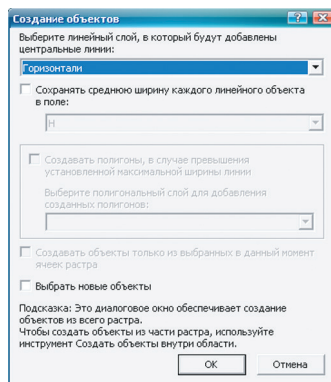 Создание объектов
Выберите линейный слой, в который будут добавлены
центральные линии:
Горизонтали
Сохранять среднюю ширину каждого линейного объекта
в поле:
H
Создавать полигоны, в случае превышения
установленной максимальной ширины линии
Выберите полигональный слой для добавления
созданных полигонов:
Создавать объекты только из выбранных в данный момент
ячеек растра
Выбрать новые объекты
Подсказка: Это диалоговое окно обеспечивает создание
объектов из всего растра.
Чтобы создать объекты из части растра, используйте
инструмент Создать объекты внутри области.
OK
Отмена